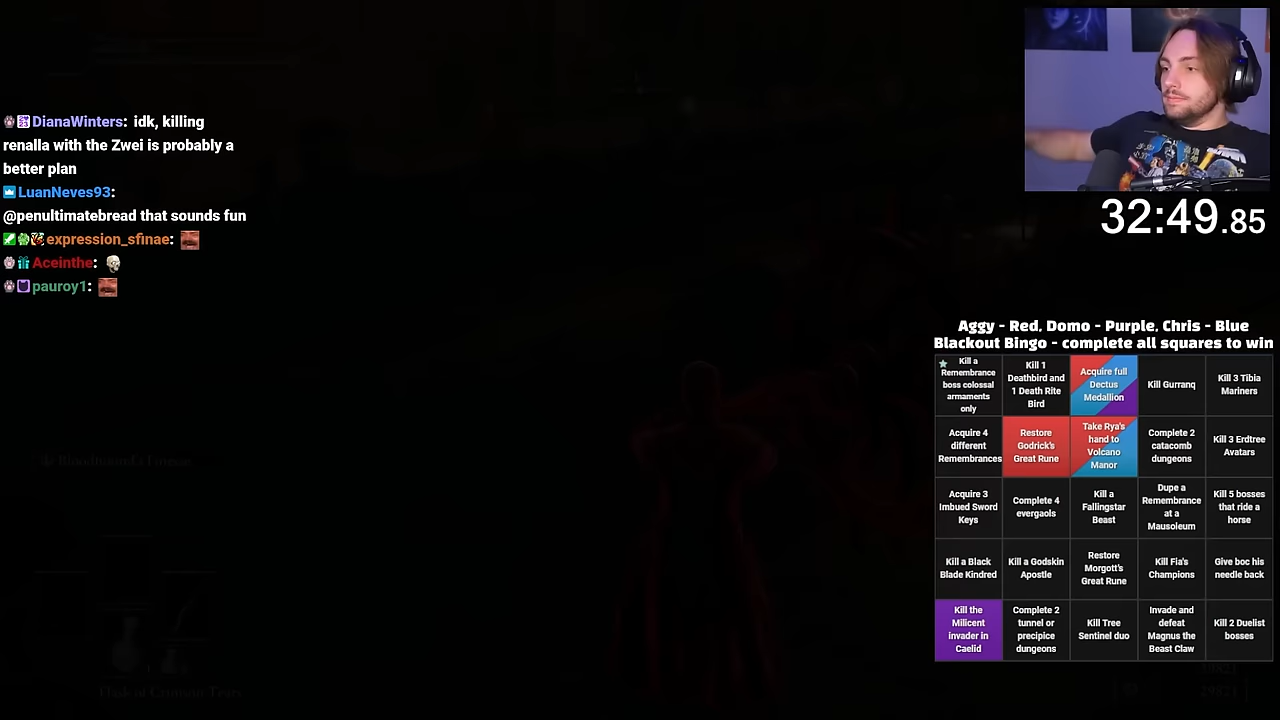 DianaWinters: idk, killing
renalla with the Zwei is probably a
better plan
LuanNeves93:
@penultimatebread that sounds fun
expression_sfinae:
Aceinthe:
pauroy1:
32:49.85
Aggy - Red, Domo - Purple, Chris - Blue
Blackout Bingo - complete all squares to win
Kill a
Remembrance
boss colossal
armaments
only
Kill 1
Deathbird and
1 Death Rite
Bird
Acquire full
Dectus
Medallion
Kill Gurranq
Kill 3 Tibia
Mariners
Acquire 4
different
Remembrances
Restore
Godrick's
Great Rune
Take Rya's
hand to
Volcano
Manor
Complete 2
catacomb
dungeons
Kill 3 Erdtree
Avatars
Acquire 3
Imbued Sword
Keys
Complete 4
evergaols
Kill a
Fallingstar
Beast
Dupe a
Remembrance
at a
Mausoleum
Kill 5 bosses
that ride a
horse
Kill a Black
Blade Kindred
Kill a Godskin
Apostle
Restore
Morgott's
Great Rune
Kill Fia's
Champions
Give boc his
needle back
Kill the
Milicent
invader in
Caelid
Complete 2
tunnel or
precipice
dungeons
Kill Tree
Sentinel duo
Invade and
defeat
Magnus the
Beast Claw
Kill 2 Duelist
bosses
Flask of Crimson Tears